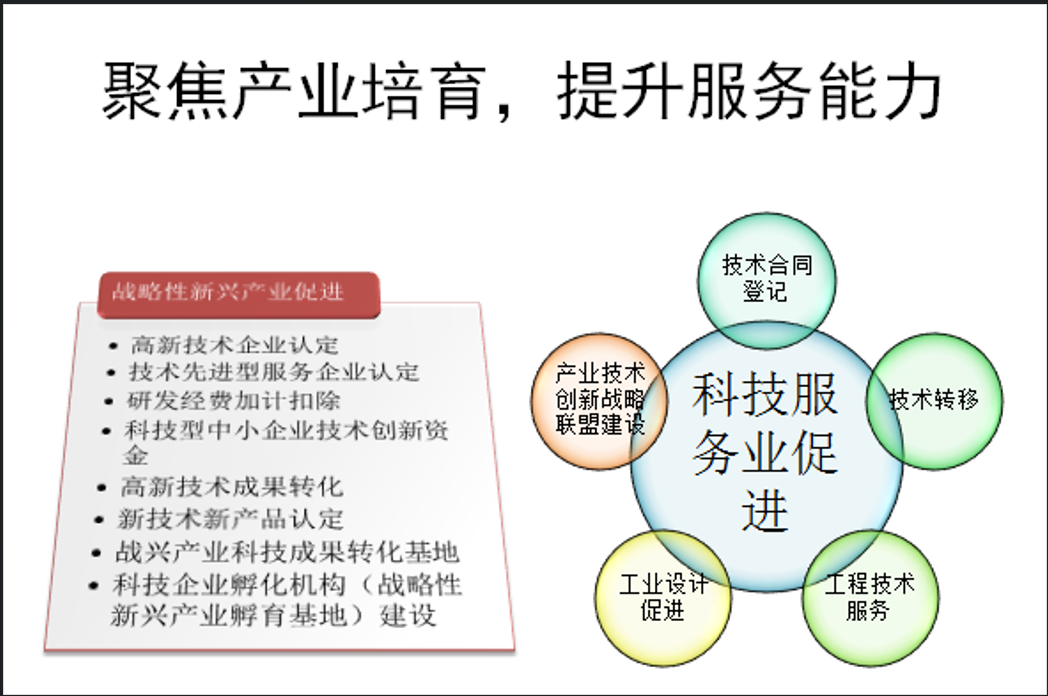 聚焦产业培育，提升服务能力
战略性新兴产业促进
• 高新技术企业认定
• 技术先进型服务企业认定
• 研发经费加计扣除
• 科技型中小企业技术创新资
金
• 高新技术成果转化
• 新技术新产品认定
• 战兴产业科技成果转化基地
• 科技企业孵化机构（战略性
新兴产业孵育基地）建设
技术合同
登记
产业技术
创新战略
联盟建设
科技服
务业促
进
技术转移
工业设计
促进
工程技术
服务